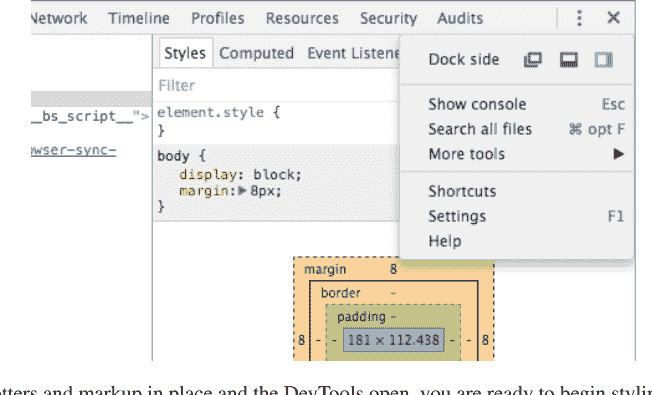 Network Timeline Profiles Resources Security Audits
Styles Computed Event Listene
Filter
element.style {
}
body {
display: block;
margin: 8px;
}
__bs_script__">
owser-sync-
Dock side
Show console Esc
Search all files ⌘ opt F
More tools
Shortcuts
Settings F1
Help
margin 8
border -
padding -
8 - - 181 × 112.438 - - 8
tters and markup in place and the DevTools open, you are ready to begin stylin